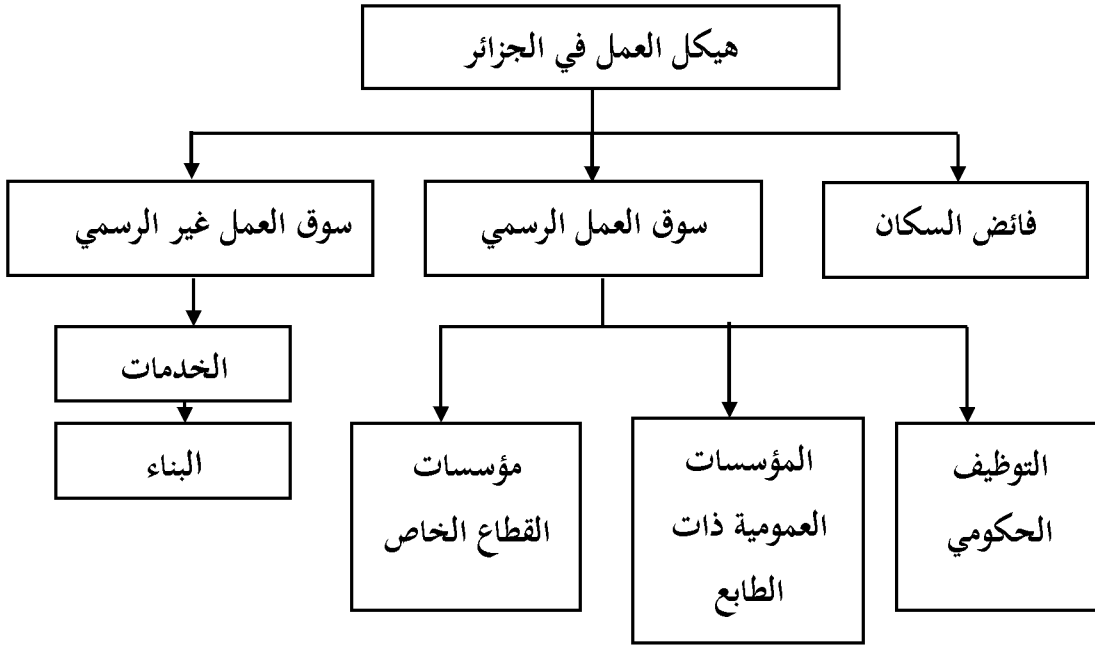 هيكل العمل في الجزائر
فائض السكان
سوق العمل الرسمي
سوق العمل غير الرسمي
التوظيف
الحكومي
المؤسسات
العمومية ذات
الطابع
مؤسسات
القطاع الخاص
الخدمات
البناء